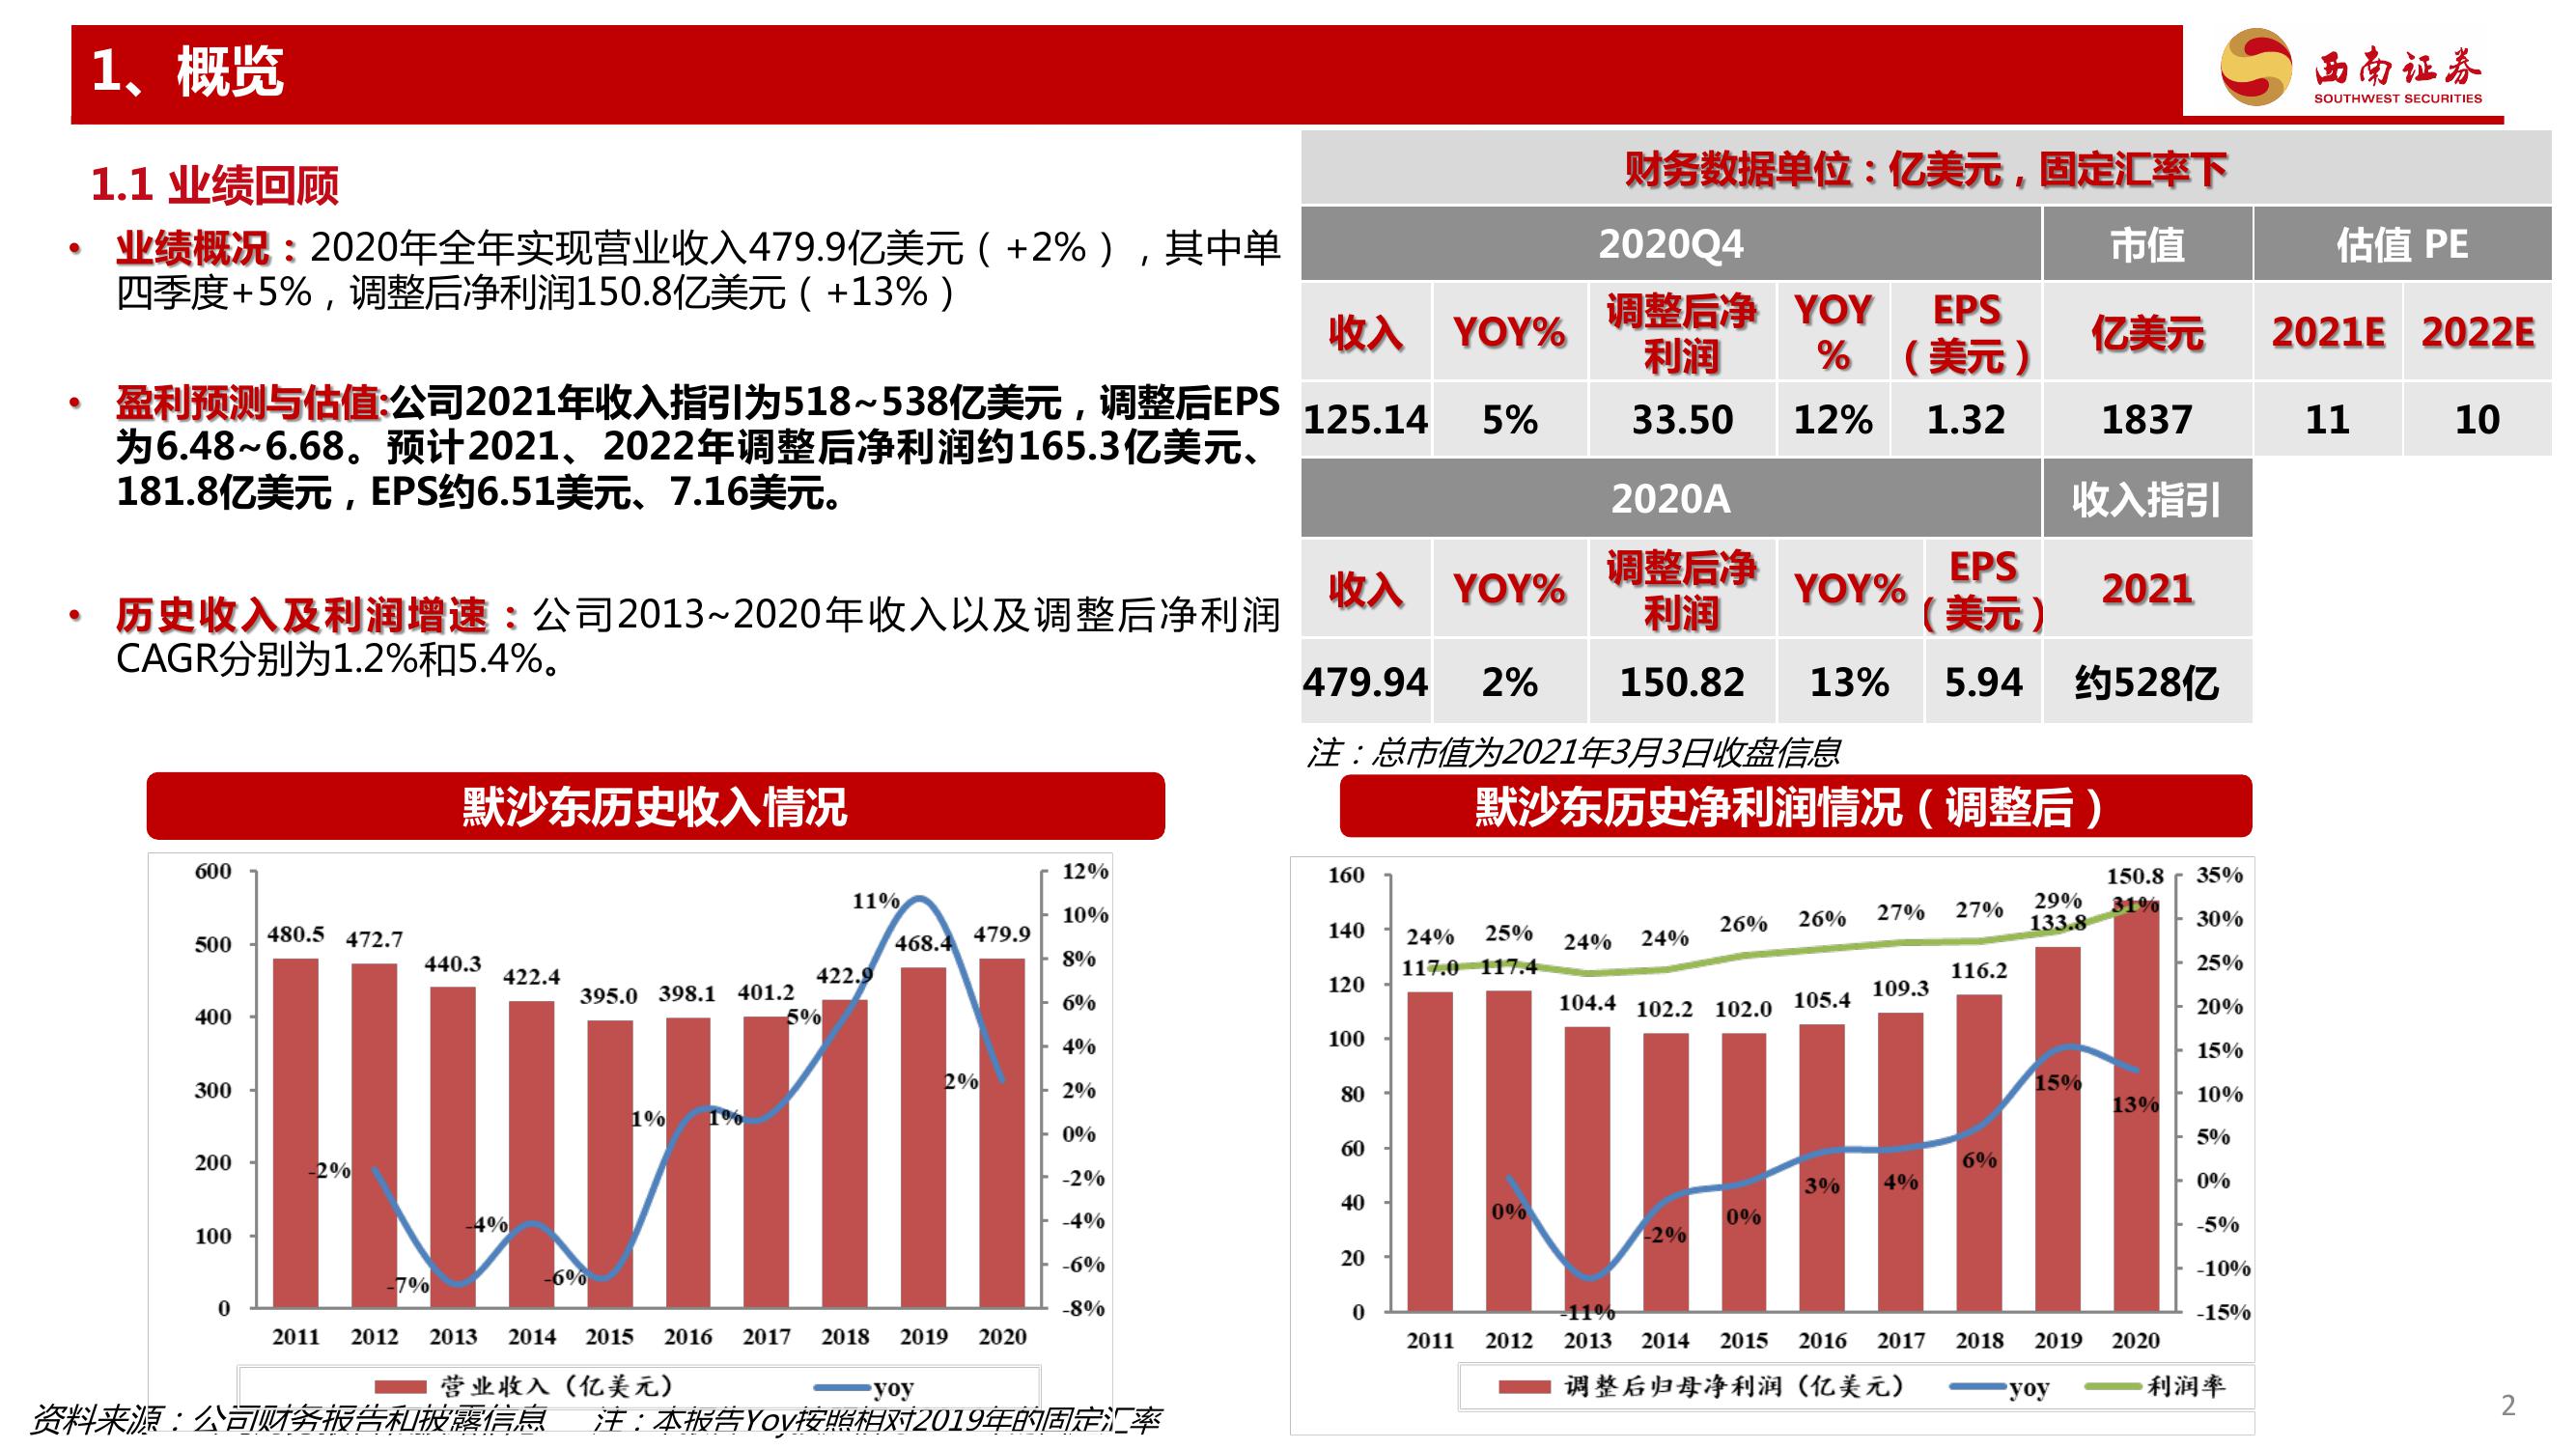 1、概览
西南证券
SOUTHWEST SECURITIES
1.1 业绩回顾
• 业绩概况：2020年全年实现营业收入479.9亿美元（+2%），其中单
四季度+5%，调整后净利润150.8亿美元（+13%）
• 盈利预测与估值:公司2021年收入指引为518~538亿美元，调整后EPS
为6.48~6.68。预计2021、2022年调整后净利润约165.3亿美元、
181.8亿美元，EPS约6.51美元、7.16美元。
• 历史收入及利润增速：公司2013~2020年收入以及调整后净利润
CAGR分别为1.2%和5.4%。
财务数据单位：亿美元，固定汇率下
2020Q4 市值 估值 PE
收入 YOY% 调整后净利润 YOY% EPS（美元） 亿美元 2021E 2022E
125.14 5% 33.50 12% 1.32 1837 11 10
2020A 收入指引
收入 YOY% 调整后净利润 YOY% EPS（美元） 2021
479.94 2% 150.82 13% 5.94 约528亿
注：总市值为2021年3月3日收盘信息
默沙东历史收入情况
600 500 400 300 200 100 0
480.5 472.7 440.3 422.4 395.0 398.1 401.2 422.9 468.4 479.9
-2% -7% -4% -6% 1% 1% 5% 11% 2%
12% 10% 8% 6% 4% 2% 0% -2% -4% -6% -8%
2011 2012 2013 2014 2015 2016 2017 2018 2019 2020
营业收入（亿美元） yoy
默沙东历史净利润情况（调整后）
160 140 120 100 80 60 40 20 0
24% 25% 24% 24% 26% 26% 27% 27% 29% 31%
117.0 117.4 104.4 102.2 102.0 105.4 109.3 116.2 133.8 150.8
0% -11% -2% 0% 3% 4% 6% 15% 13%
35% 30% 25% 20% 15% 10% 5% 0% -5% -10% -15%
2011 2012 2013 2014 2015 2016 2017 2018 2019 2020
调整后归母净利润（亿美元） yoy 利润率
资料来源：公司财务报告和披露信息 注：本报告Yoy按照相对2019年的固定汇率
2